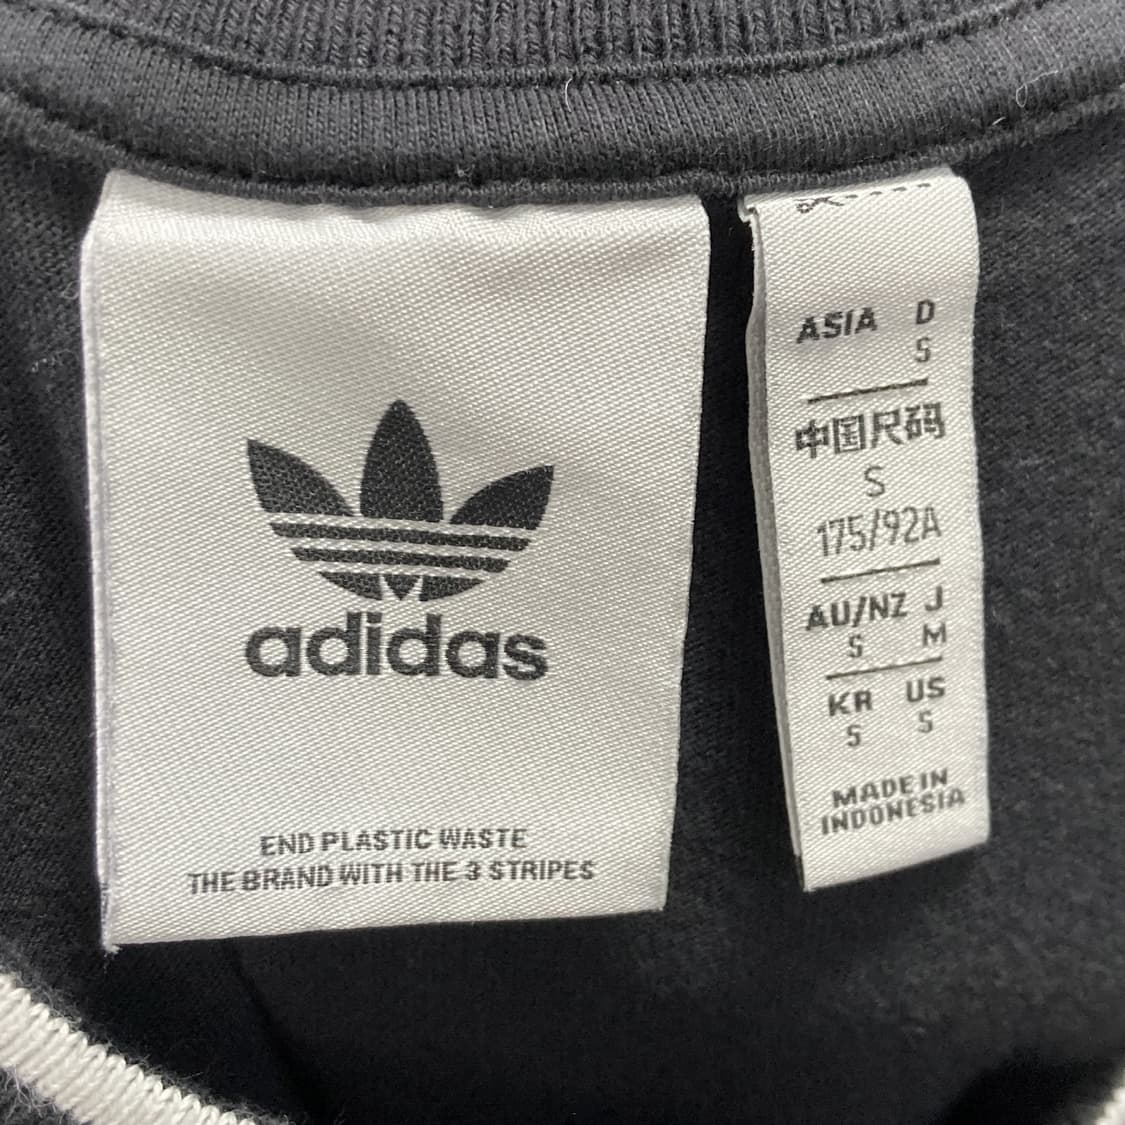 adidas
END PLASTIC WASTE
THE BRAND WITH THE 3 STRIPES
ASIA D
S
中国尺码
S
175/92A
AU/NZ J
S M
KR US
S S
MADE IN
INDONESIA